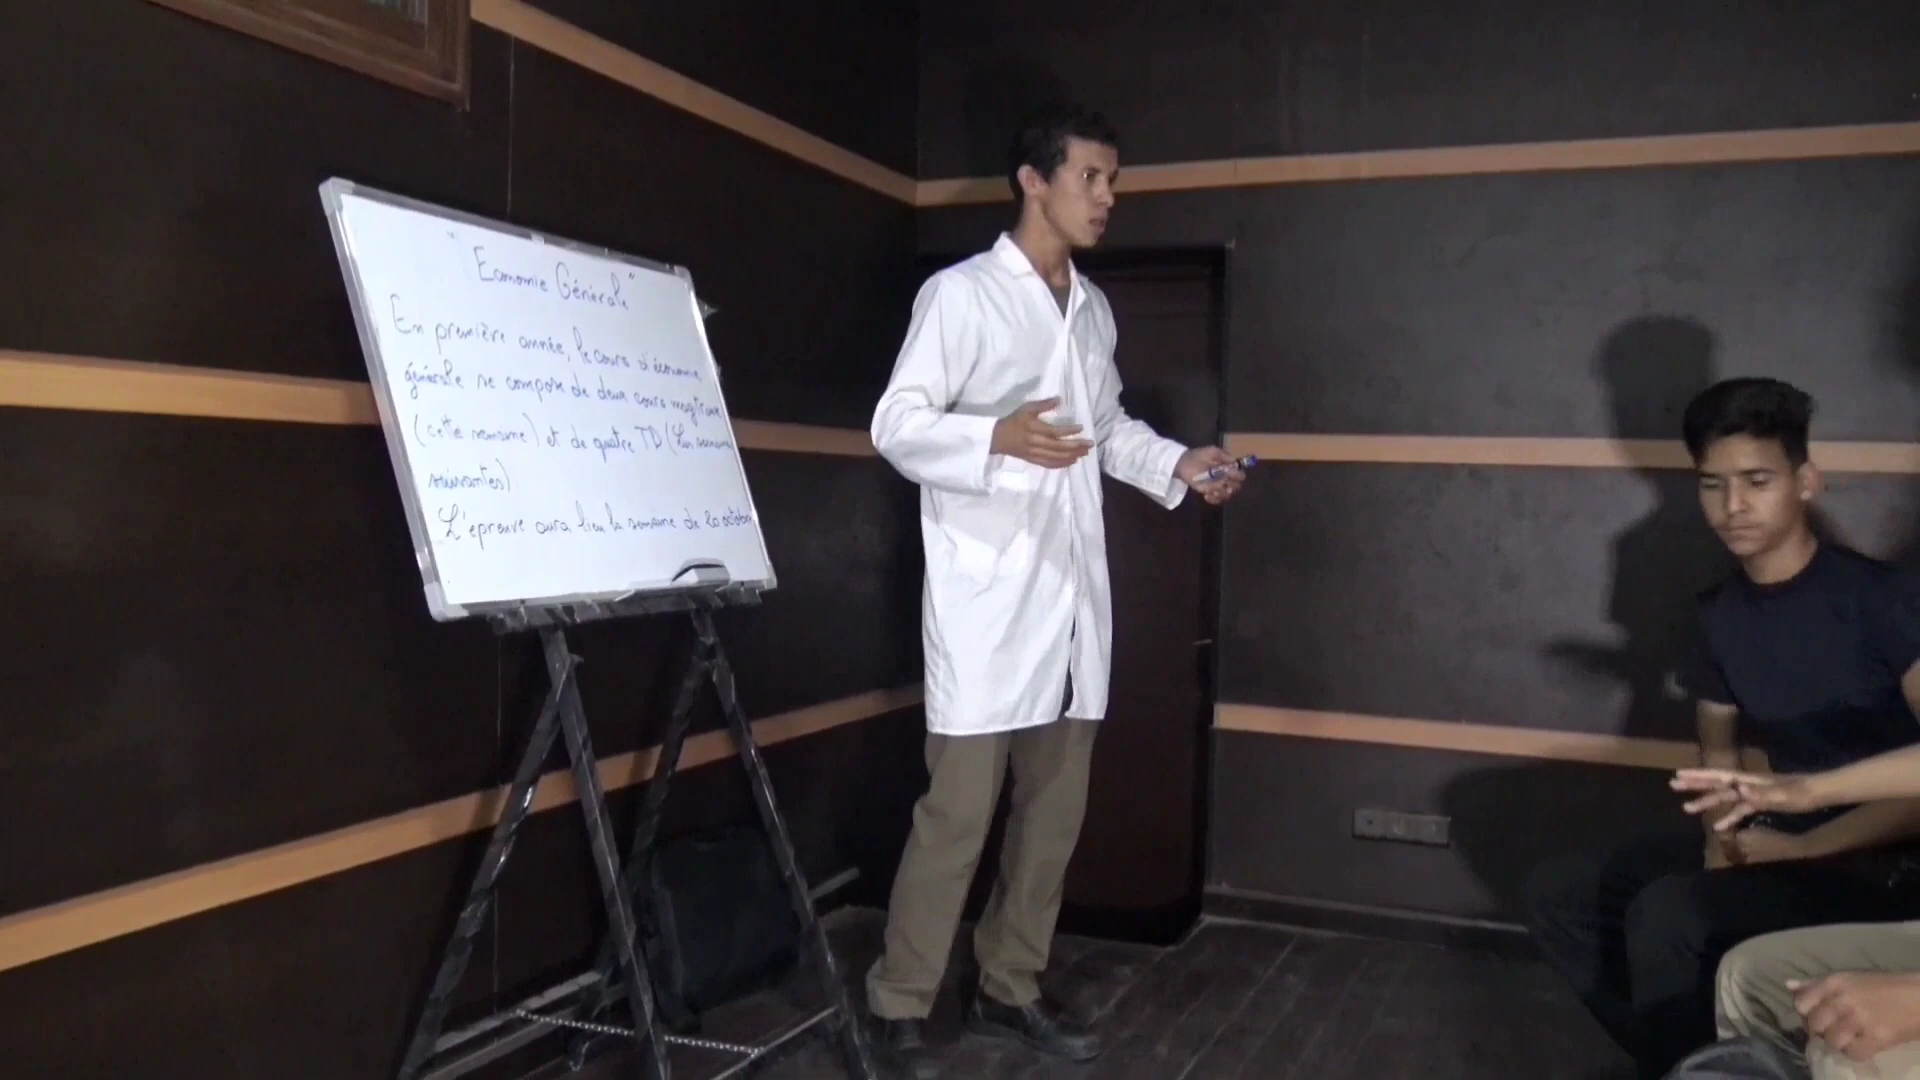 "Economie Générale"
En première année, le cours d'économie
générale se compose de deux cours magtraux
(cette semaine) et de quatre TD (Les semaines
suivantes)
L'épreuve aura lieu la semaine de 20 octobre